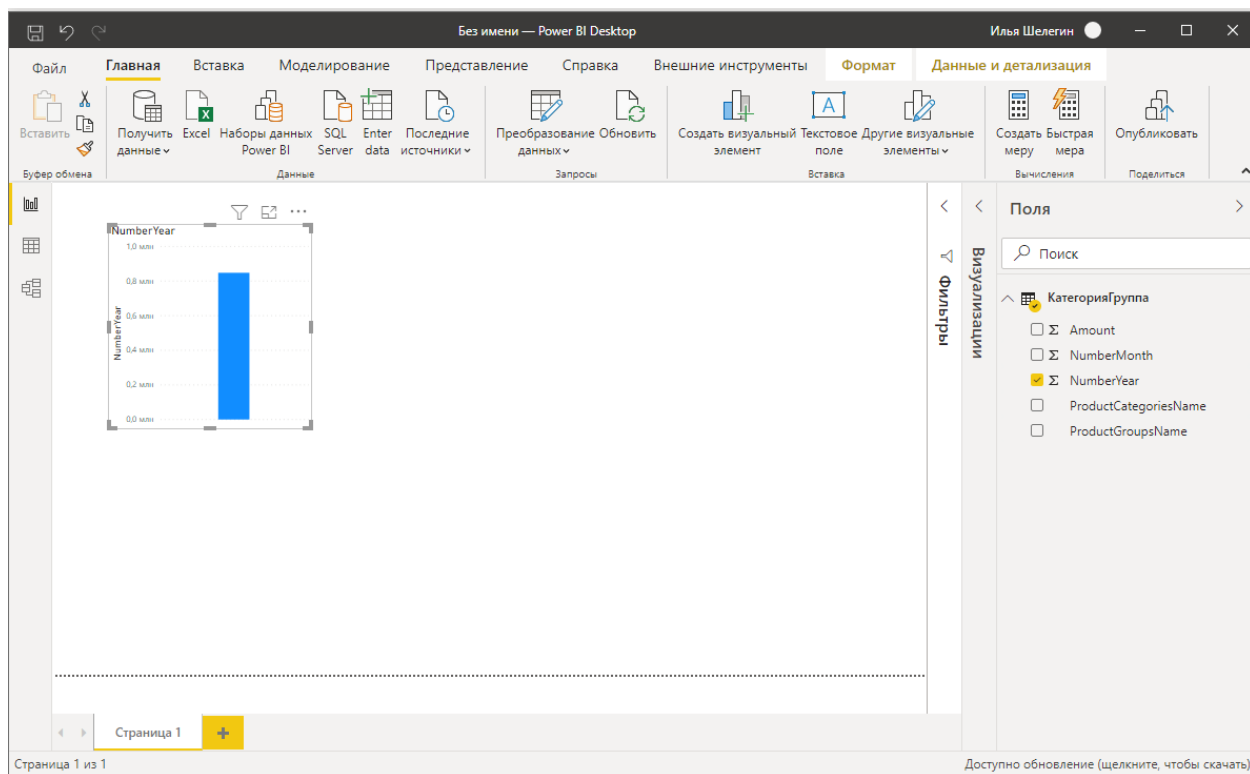 Без имени — Power BI Desktop
Илья Шелегин
Файл
Главная
Вставка
Моделирование
Представление
Справка
Внешние инструменты
Формат
Данные и детализация
Вставить
Получить данные
Excel
Наборы данных Power BI
SQL Server
Enter data
Последние источники
Преобразование данных
Обновить
Создать визуальный элемент
Текстовое поле
Другие визуальные элементы
Создать меру
Быстрая мера
Опубликовать
Буфер обмена
Данные
Запросы
Вставка
Вычисления
Поделиться
NumberYear
1,0 млн
0,8 млн
0,6 млн
0,4 млн
0,2 млн
0,0 млн
NumberYear
Фильтры
Визуализации
Поля
Поиск
КатегорияГруппа
Σ Amount
Σ NumberMonth
Σ NumberYear
ProductCategoriesName
ProductGroupsName
Страница 1
Страница 1 из 1
Доступно обновление (щелкните, чтобы скачать)